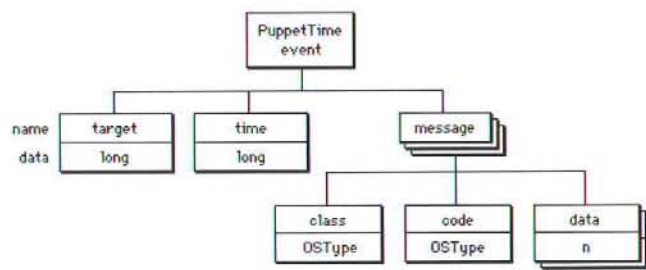 PuppetTime
event
name target time message
data long long
class code data
OSType OSType n